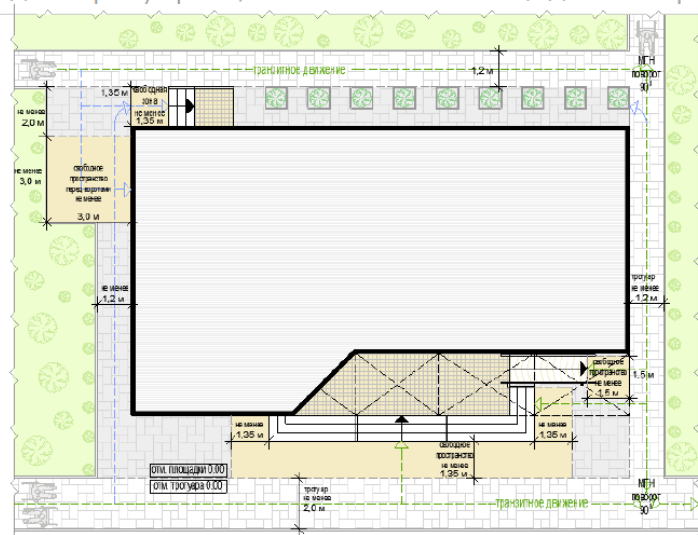 транзитное движение
1,2 м
МГН
поворот
90°
1,35 м
свободная
зона
не менее
1,35 м
не менее
2,0 м
не менее
3,0 м
свободное
пространство
перед воротами
не менее
3,0 м
не менее
1,2 м
тротуар
не менее
1,2 м
свободное
пространство
не менее
1,5 м
1,5 м
не менее
1,35 м
свободное
пространство
не менее
1,35 м
не менее
1,35 м
отм. площадки 0.00
отм. тротуара 0.00
тротуар
2,0 м
транзитное движение
МГН
поворот
90°